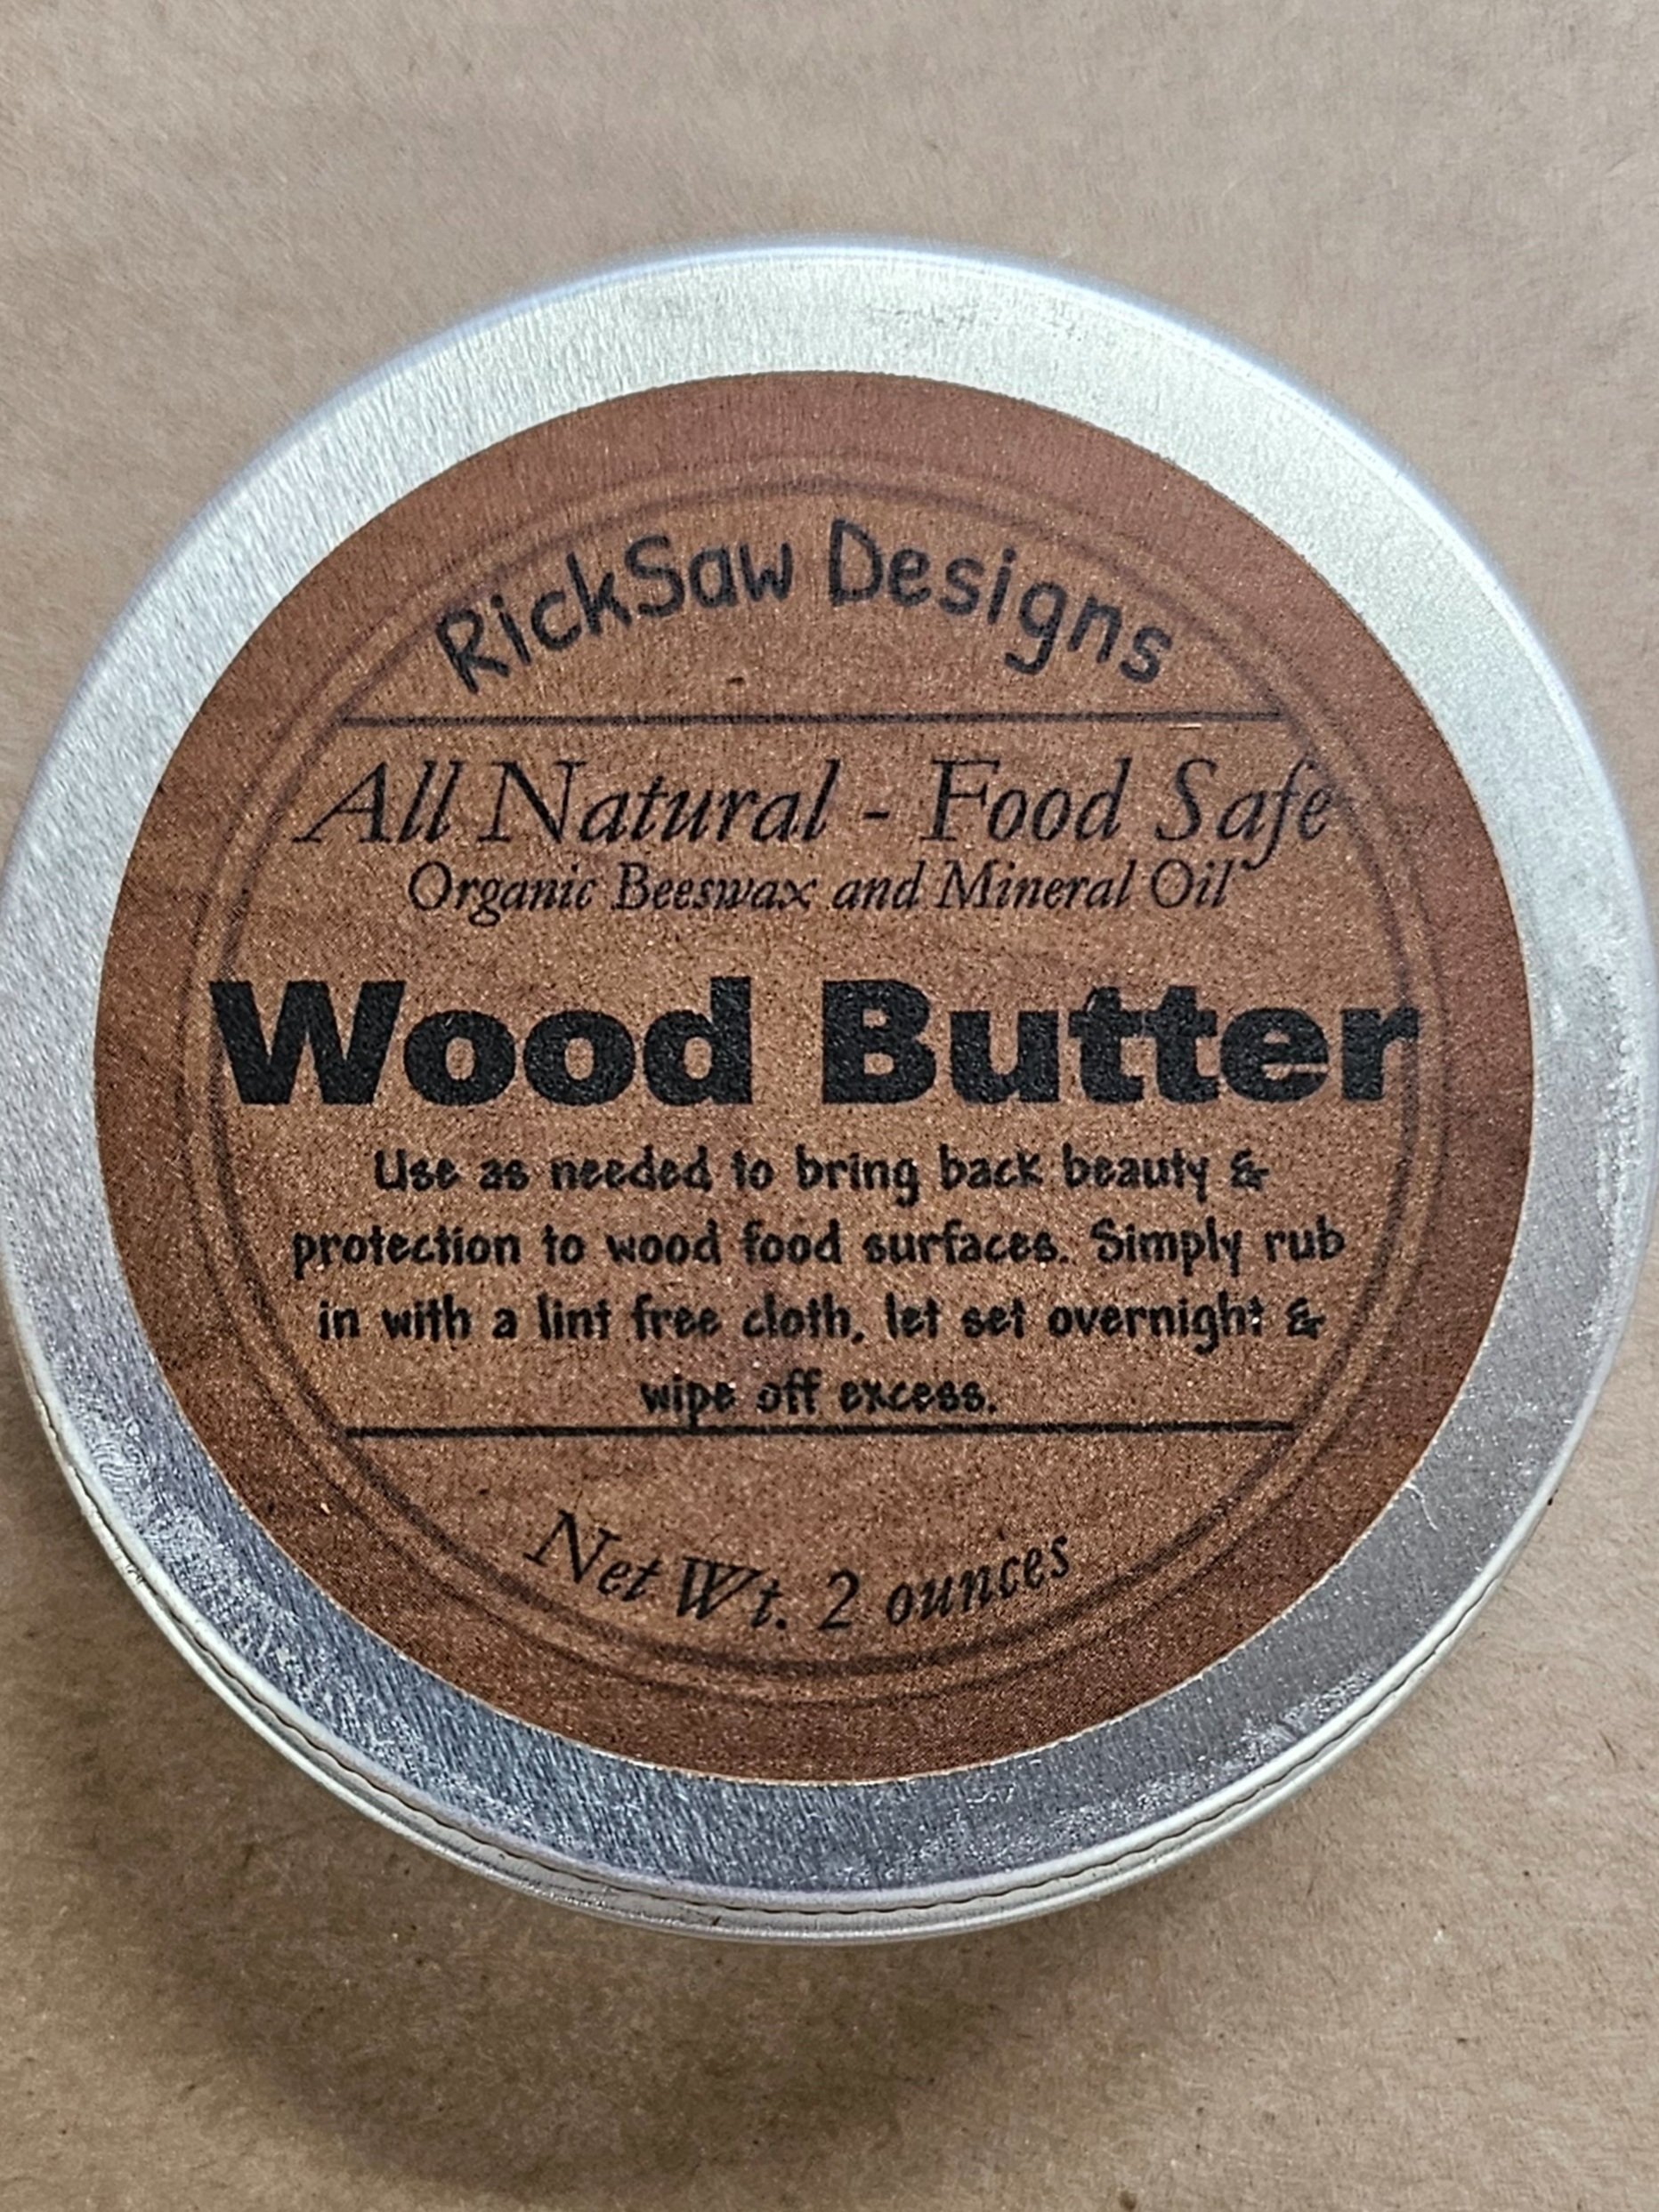 RickSaw Designs
All Natural - Food Safe
Organic Beeswax and Mineral Oil
Wood Butter
Use as needed to bring back beauty &
protection to wood food surfaces. Simply rub
in with a lint free cloth, let set overnight &
wipe off excess.
Net Wt. 2 ounces